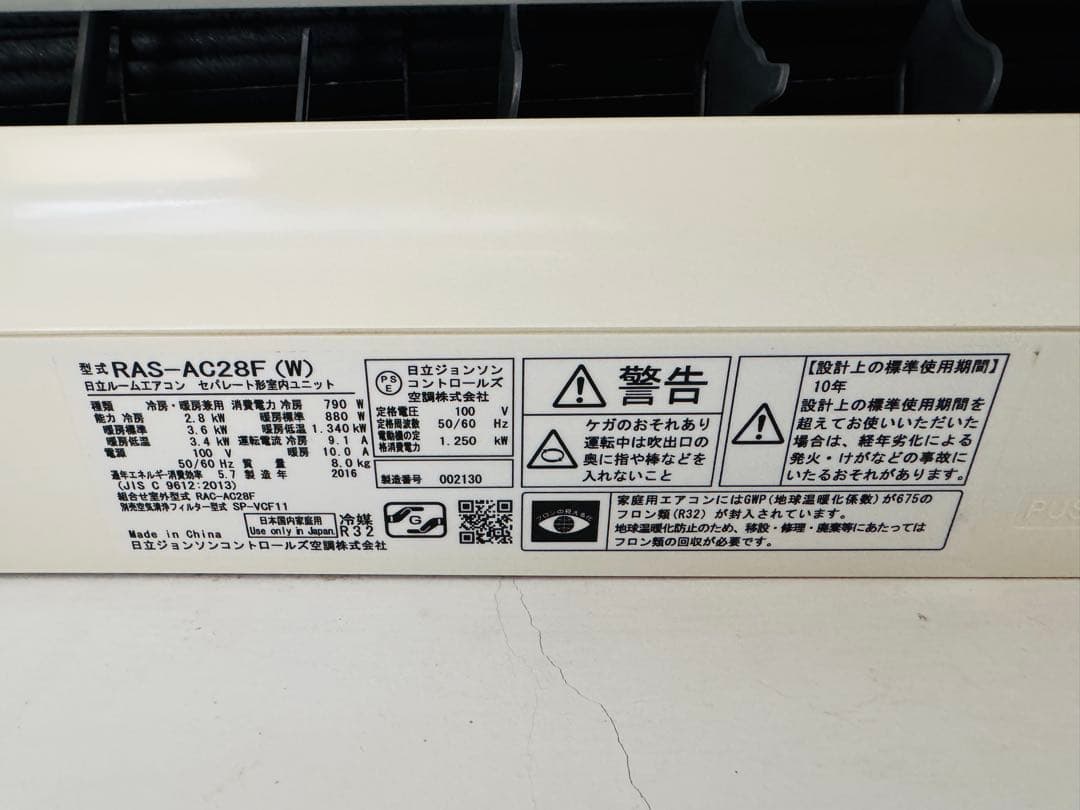 型式 RAS-AC28F(W)
日立ルームエアコン セパレート形室内ユニット
種類 冷房・暖房兼用 消費電力 冷房 790 W
能力 冷房 2.8 kW 暖房標準 880 W
暖房標準 3.6 kW 暖房低温 1.340 kW
暖房低温 3.4 kW 運転電流 冷房 9.1 A
電源 100 V 暖房 10.0 A
50/60 Hz 質量 8.0kg
通年エネルギー消費効率 5.7 製造年 2016
(JIS C 9612:2013)
組合せ室外型式 RAC-AC28F
別売空気清浄フィルター型式 SP-VCF11
日本国内家庭用
Use only in Japan
冷媒
R32
Made in China
日立ジョンソンコントロールズ空調株式会社
PS
E
日立ジョンソン
コントロールズ
空調株式会社
定格電圧 100 V
定格周波数 50/60 Hz
電動機の定
格消費電力 1.250 kW
製造番号 002130
G
警告
ケガのおそれあり
運転中は吹出口の
奥に指や棒などを
入れないこと
【設計上の標準使用期間】
10年
設計上の標準使用期間を
超えてお使いいただいた
場合は、経年劣化による
発火・けがなどの事故に
いたるおそれがあります。
フロンの見える化
家庭用エアコンにはGWP(地球温暖化係数)が675の
フロン類(R32)が封入されています。
地球温暖化防止のため、移設・修理・廃棄等にあたっては
フロン類の回収が必要です。
PUS